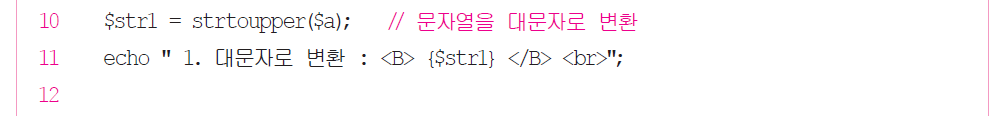 10 $str1 = strtoupper($a); // 문자열을 대문자로 변환
11 echo " 1. 대문자로 변환 : <B> {$str1} </B> <br>";
12